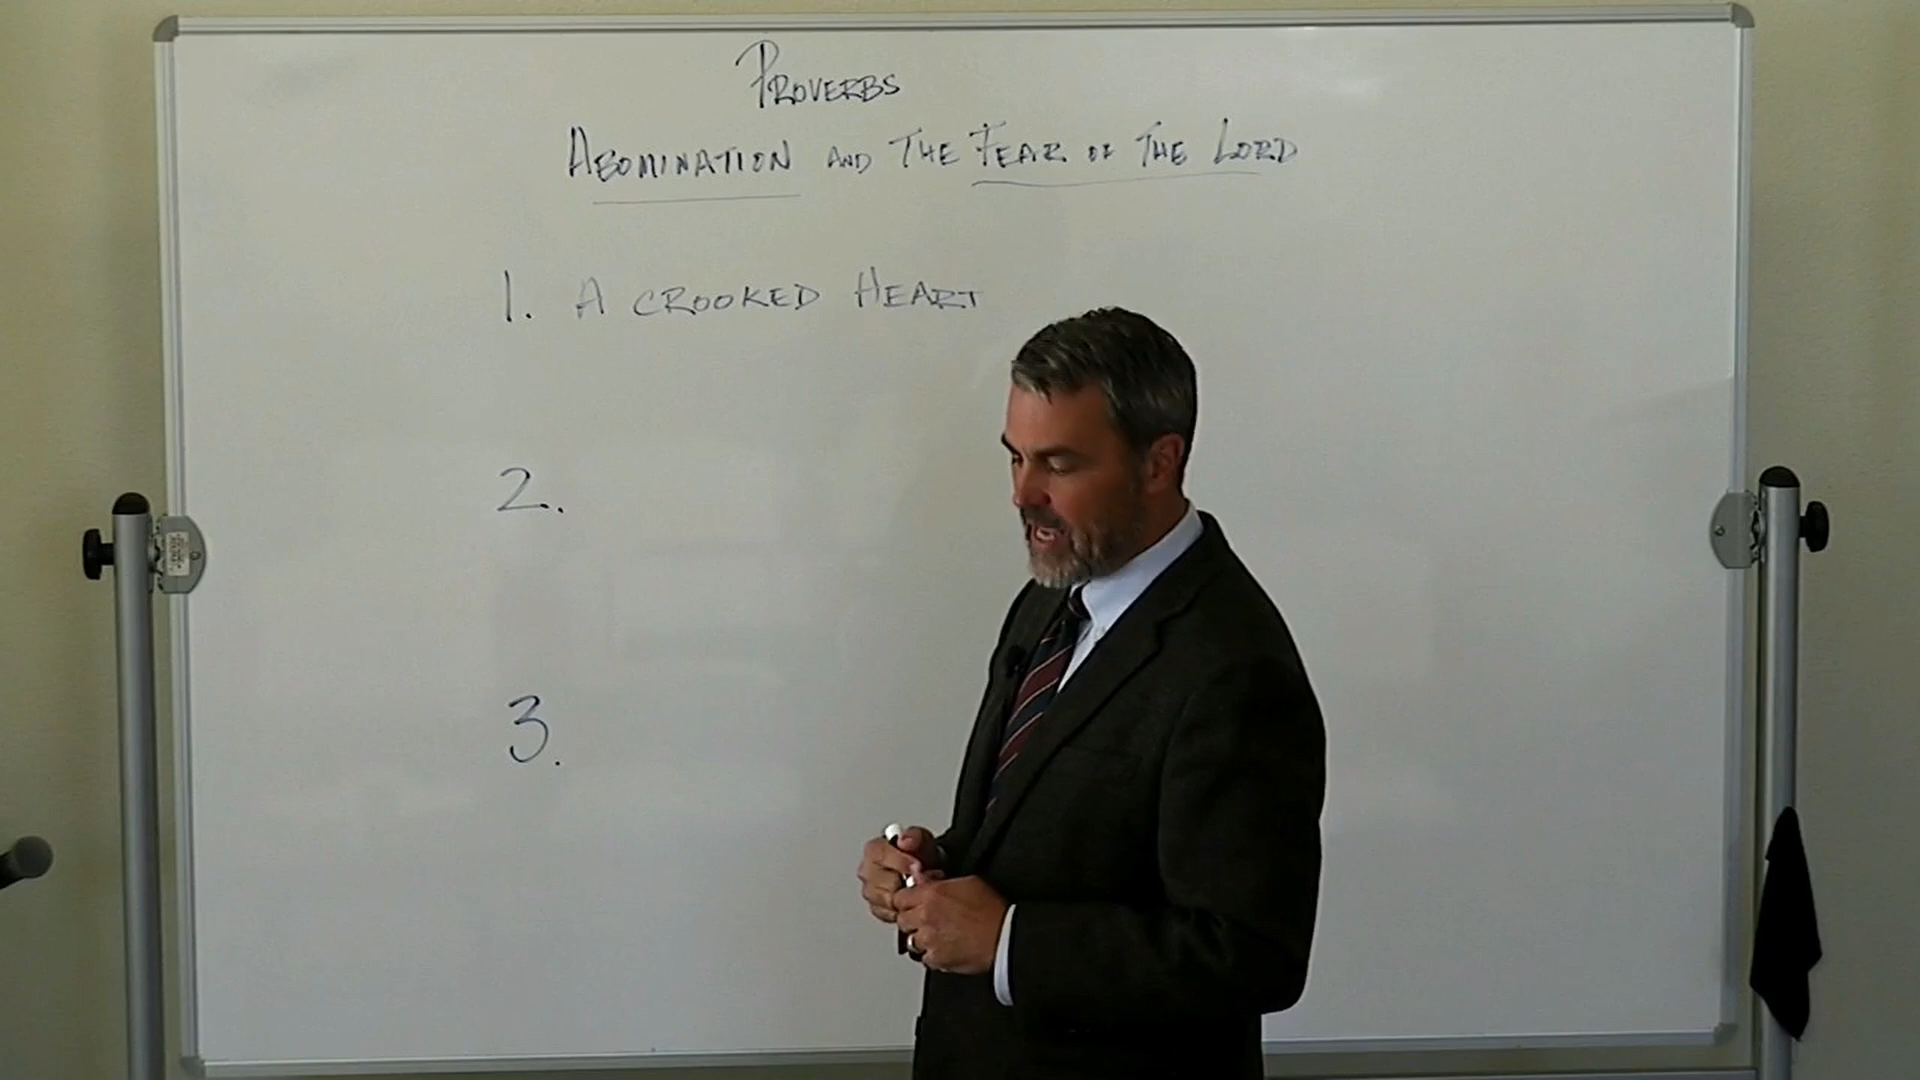 PROVERBS
ABOMINATION AND THE FEAR OF THE LORD
1. A CROOKED HEART
2.
3.